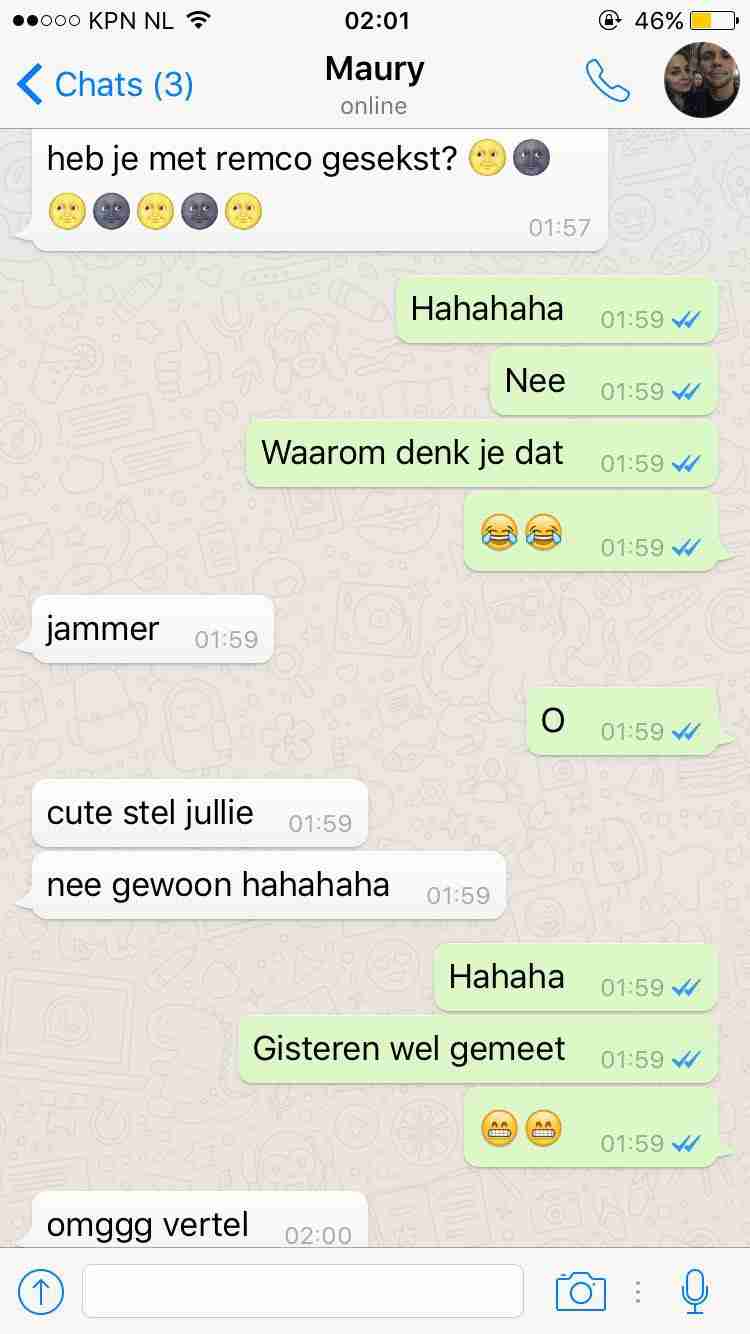 KPN NL 02:01 46%
Chats (3) Maury
online
heb je met remco gesekst? 🌝🌚
🌝🌚🌝🌚🌝 01:57
Hahahaha 01:59
Nee 01:59
Waarom denk je dat 01:59
😂😂 01:59
jammer 01:59
O 01:59
cute stel jullie 01:59
nee gewoon hahahaha 01:59
Hahaha 01:59
Gisteren wel gemeet 01:59
😁😁 01:59
omggg vertel 02:00